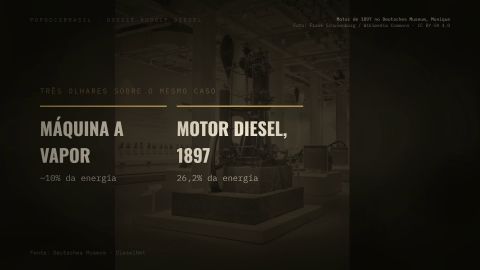 Motor de 1897 no Deutsches Museum, Munique
TRÊS OLHARES SOBRE O MESMO CASO
MÁQUINA A
VAPOR
~10% da energia
MOTOR DIESEL,
1897
26,2% da energia
Fonte: Deutsches Museum · DieselNet